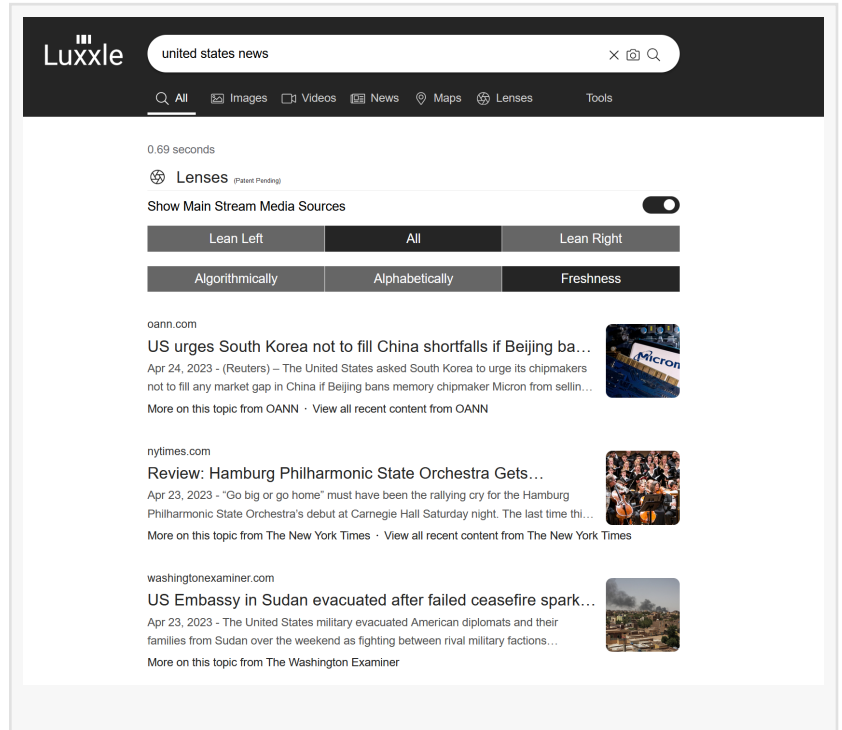 Luxxle
united states news
All Images Videos News Maps Lenses Tools
0.69 seconds
Lenses (Patent Pending)
Show Main Stream Media Sources
Lean Left All Lean Right
Algorithmically Alphabetically Freshness
oann.com
US urges South Korea not to fill China shortfalls if Beijing ba…
Apr 24, 2023 - (Reuters) – The United States asked South Korea to urge its chipmakers
not to fill any market gap in China if Beijing bans memory chipmaker Micron from sellin…
More on this topic from OANN · View all recent content from OANN
Micron
nytimes.com
Review: Hamburg Philharmonic State Orchestra Gets…
Apr 23, 2023 - “Go big or go home” must have been the rallying cry for the Hamburg
Philharmonic State Orchestra’s debut at Carnegie Hall Saturday night. The last time thi…
More on this topic from The New York Times · View all recent content from The New York Times
washingtonexaminer.com
US Embassy in Sudan evacuated after failed ceasefire spark…
Apr 23, 2023 - The United States military evacuated American diplomats and their
families from Sudan over the weekend as fighting between rival military factions…
More on this topic from The Washington Examiner